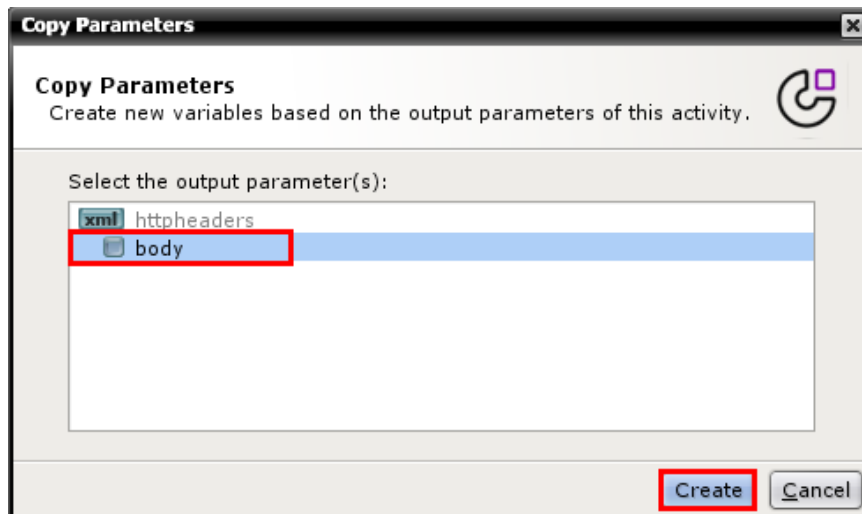 Copy Parameters
Copy Parameters
Create new variables based on the output parameters of this activity.
Select the output parameter(s):
xml httpheaders
body
Create Cancel